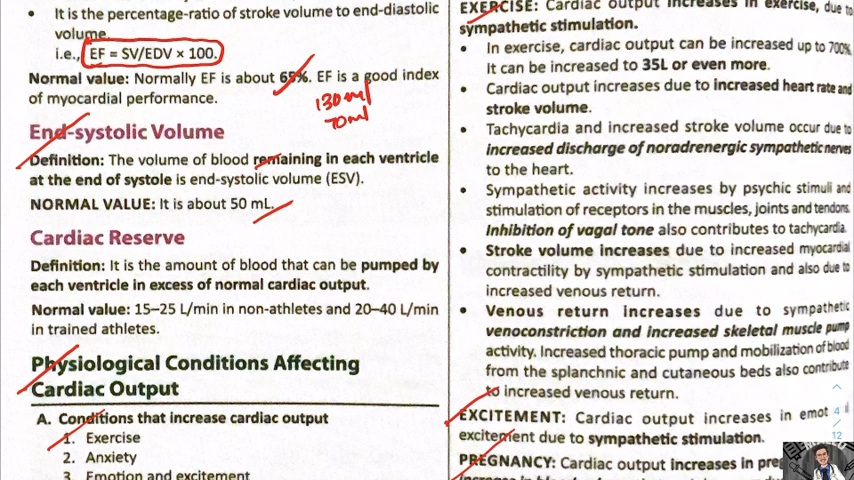 • It is the percentage-ratio of stroke volume to end-diastolic
volume.
i.e., EF = SV/EDV × 100.
Normal value: Normally EF is about 65%. EF is a good index
of myocardial performance.
130 ml
70 ml
End-systolic Volume
Definition: The volume of blood remaining in each ventricle
at the end of systole is end-systolic volume (ESV).
NORMAL VALUE: It is about 50 mL.
Cardiac Reserve
Definition: It is the amount of blood that can be pumped by
each ventricle in excess of normal cardiac output.
Normal value: 15–25 L/min in non-athletes and 20–40 L/min
in trained athletes.
Physiological Conditions Affecting
Cardiac Output
A. Conditions that increase cardiac output
1. Exercise
2. Anxiety
3. Emotion and excitement
EXERCISE: Cardiac output increases in exercise, due to
sympathetic stimulation.
• In exercise, cardiac output can be increased up to 700%.
It can be increased to 35L or even more.
• Cardiac output increases due to increased heart rate and
stroke volume.
• Tachycardia and increased stroke volume occur due to
increased discharge of noradrenergic sympathetic nerves
to the heart.
• Sympathetic activity increases by psychic stimuli and
stimulation of receptors in the muscles, joints and tendons.
Inhibition of vagal tone also contributes to tachycardia.
• Stroke volume increases due to increased myocardial
contractility by sympathetic stimulation and also due to
increased venous return.
• Venous return increases due to sympathetic
venoconstriction and increased skeletal muscle pump
activity. Increased thoracic pump and mobilization of blood
from the splanchnic and cutaneous beds also contribute
to increased venous return.
EXCITEMENT: Cardiac output increases in emot
excitement due to sympathetic stimulation.
PREGNANCY: Cardiac output increases in preg
4
12